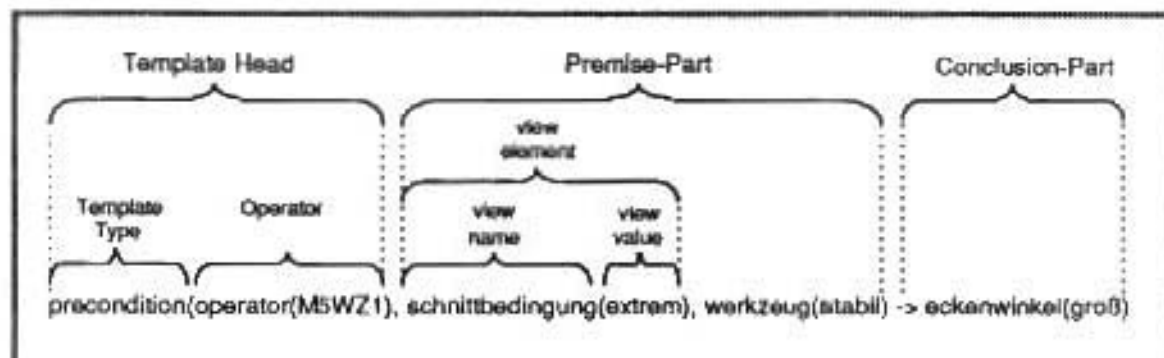 Template Head Premise-Part Conclusion-Part
view
element
Template Operator view view
Type name value
precondition(operator(M5WZ1), schnittbedingung(extrem), werkzeug(stabil) -> eckenwinkel(groß)